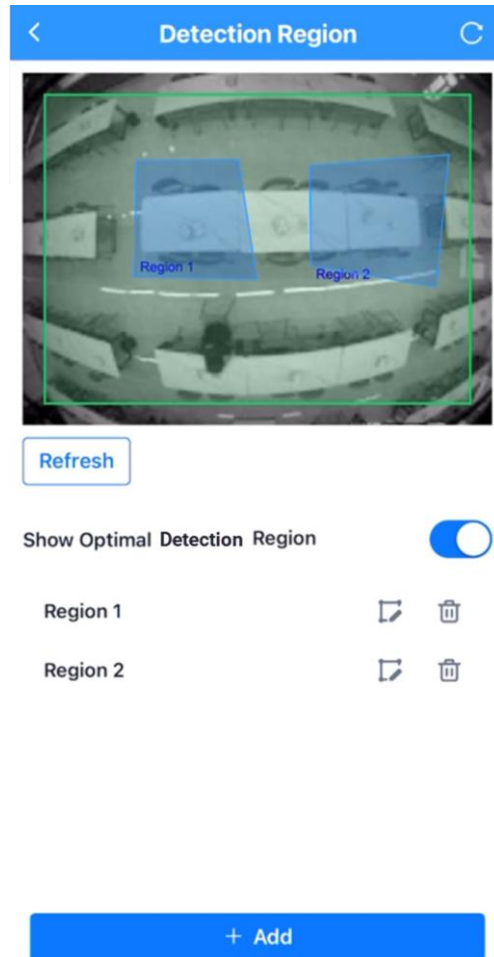 Detection Region
Region 1
Region 2
Refresh
Show Optimal Detection Region
Region 1
Region 2
+ Add